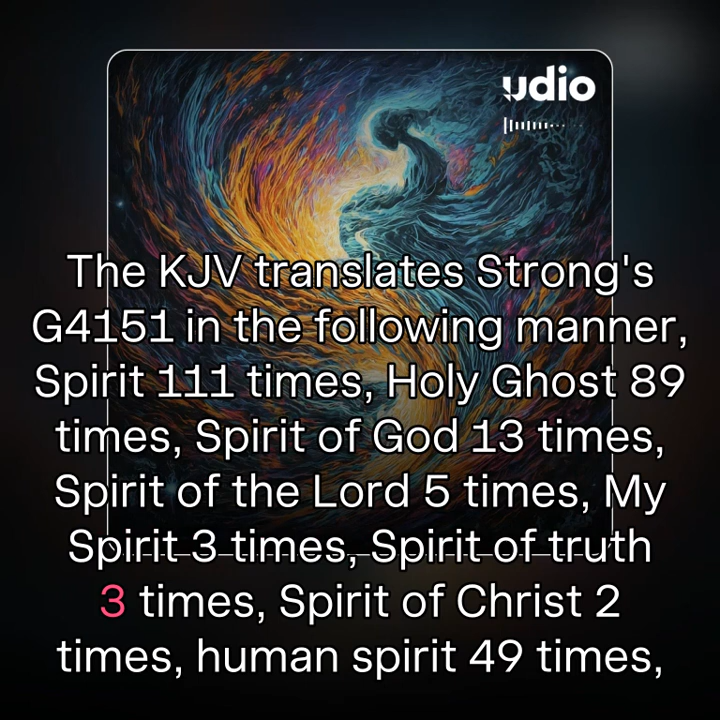 udio
The KJV translates Strong's
G4151 in the following manner,
Spirit 111 times, Holy Ghost 89
times, Spirit of God 13 times,
Spirit of the Lord 5 times, My
Spirit 3 times, Spirit of truth
3 times, Spirit of Christ 2
times, human spirit 49 times,